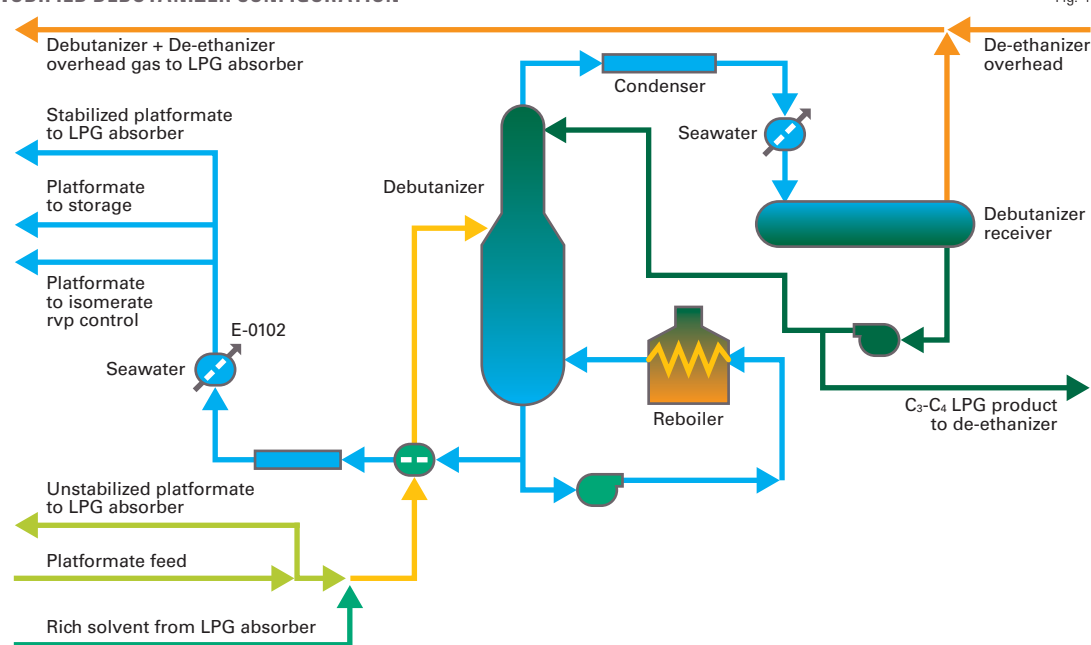 Debutanizer + De-ethanizer
overhead gas to LPG absorber
De-ethanizer
overhead
Condenser
Stabilized platformate
to LPG absorber
Seawater
Platformate
to storage
Debutanizer
Debutanizer
receiver
Platformate
to isomerate
rvp control
E-0102
Seawater
Reboiler
C₃-C₄ LPG product
to de-ethanizer
Unstabilized platformate
to LPG absorber
Platformate feed
Rich solvent from LPG absorber